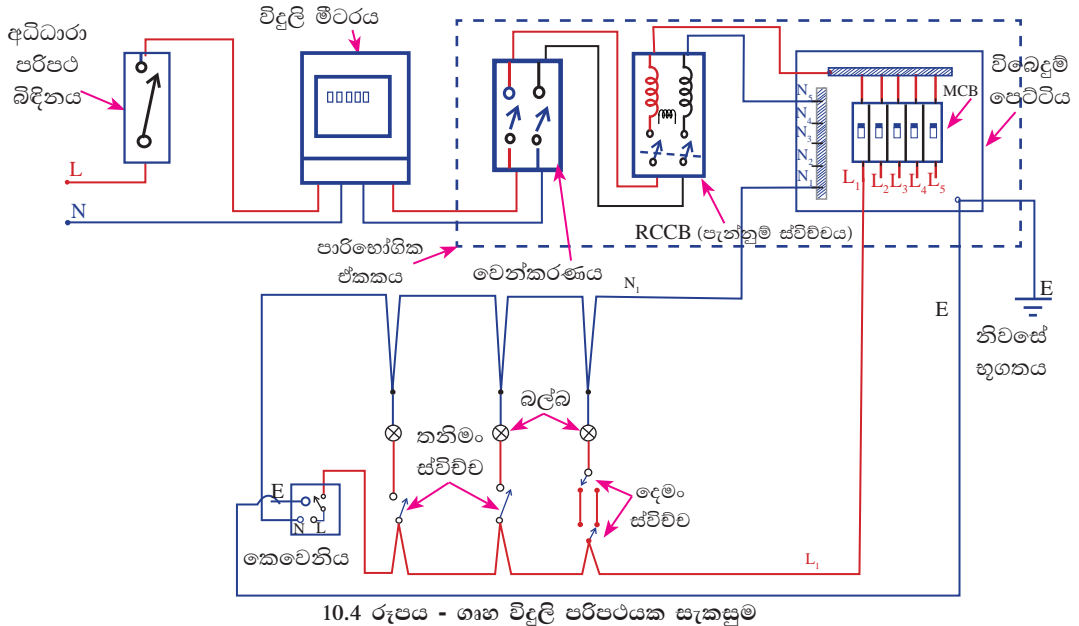 විදුලි මීටරය
අධිධාරා
පරිපථ
බිඳිනය
විබෙදුම්
පෙට්ටිය
MCB
N₅
N₄
N₃
N₂
N₁
L
L₁ L₂ L₃ L₄ L₅
N
RCCB (පැන්නුම් ස්විච්චය)
පාරිභෝගික
ඒකකය
වෙන්කරණය
N₁
E
E
නිවසේ
භූගතය
බල්බ
තනිමං
ස්විච්ච
දෙමං
ස්විච්ච
E
N L
කෙවෙනිය
L₁
10.4 රූපය - ගෘහ විදුලි පරිපථයක සැකසුම